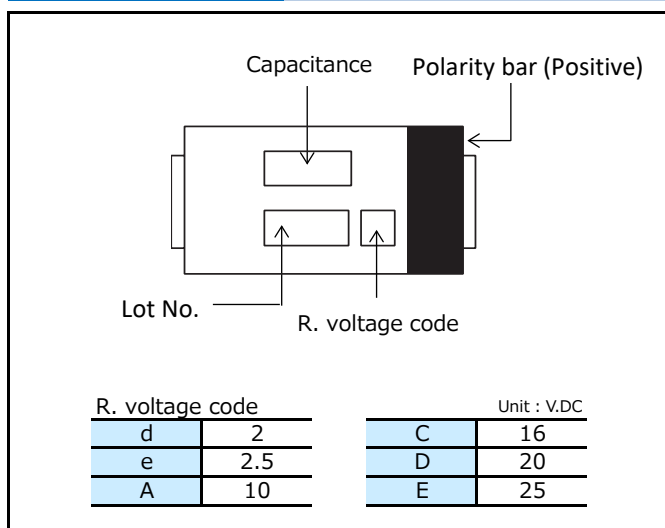 Capacitance Polarity bar (Positive)
Lot No.
R. voltage code
R. voltage code Unit : V.DC
d 2 C 16
e 2.5 D 20
A 10 E 25